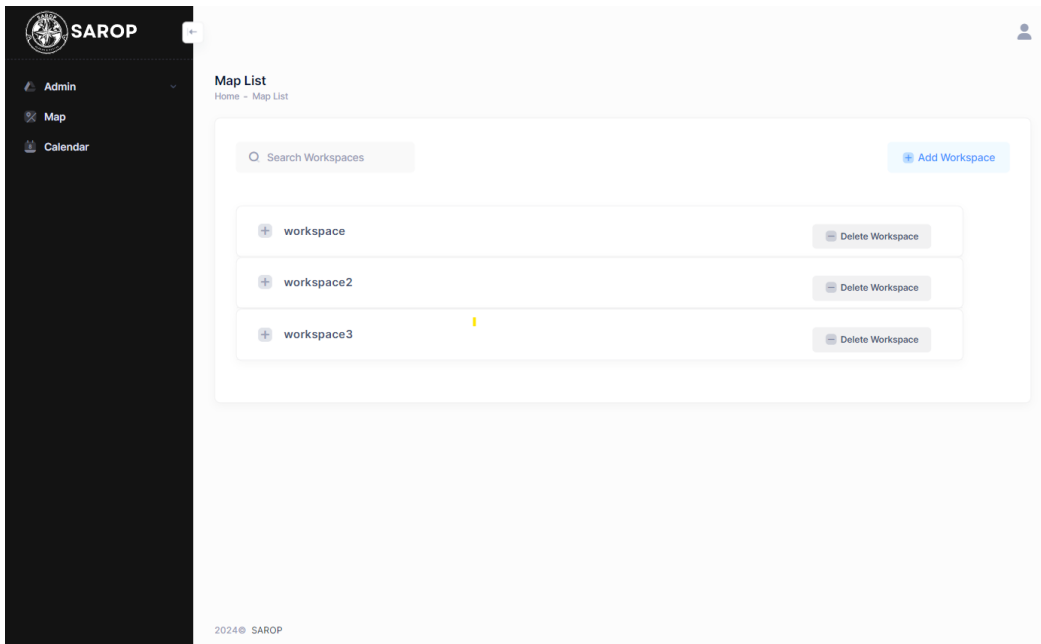 SAROP
Admin
Map
Calendar
Map List
Home - Map List
Search Workspaces
Add Workspace
workspace
Delete Workspace
workspace2
Delete Workspace
workspace3
Delete Workspace
2024© SAROP